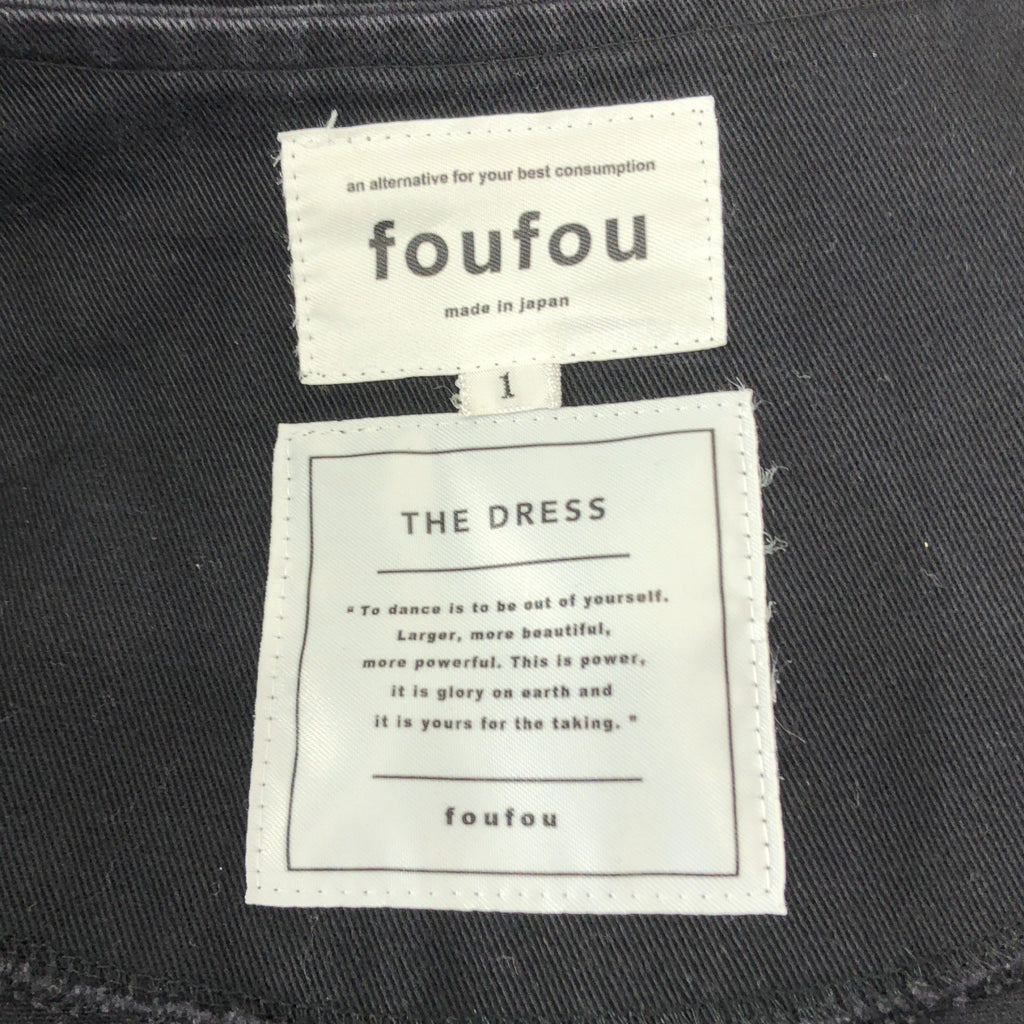 an alternative for your best consumption
foufou
made in japan
1
THE DRESS
" To dance is to be out of yourself.
Larger, more beautiful,
more powerful. This is power,
it is glory on earth and
it is yours for the taking. "
foufou